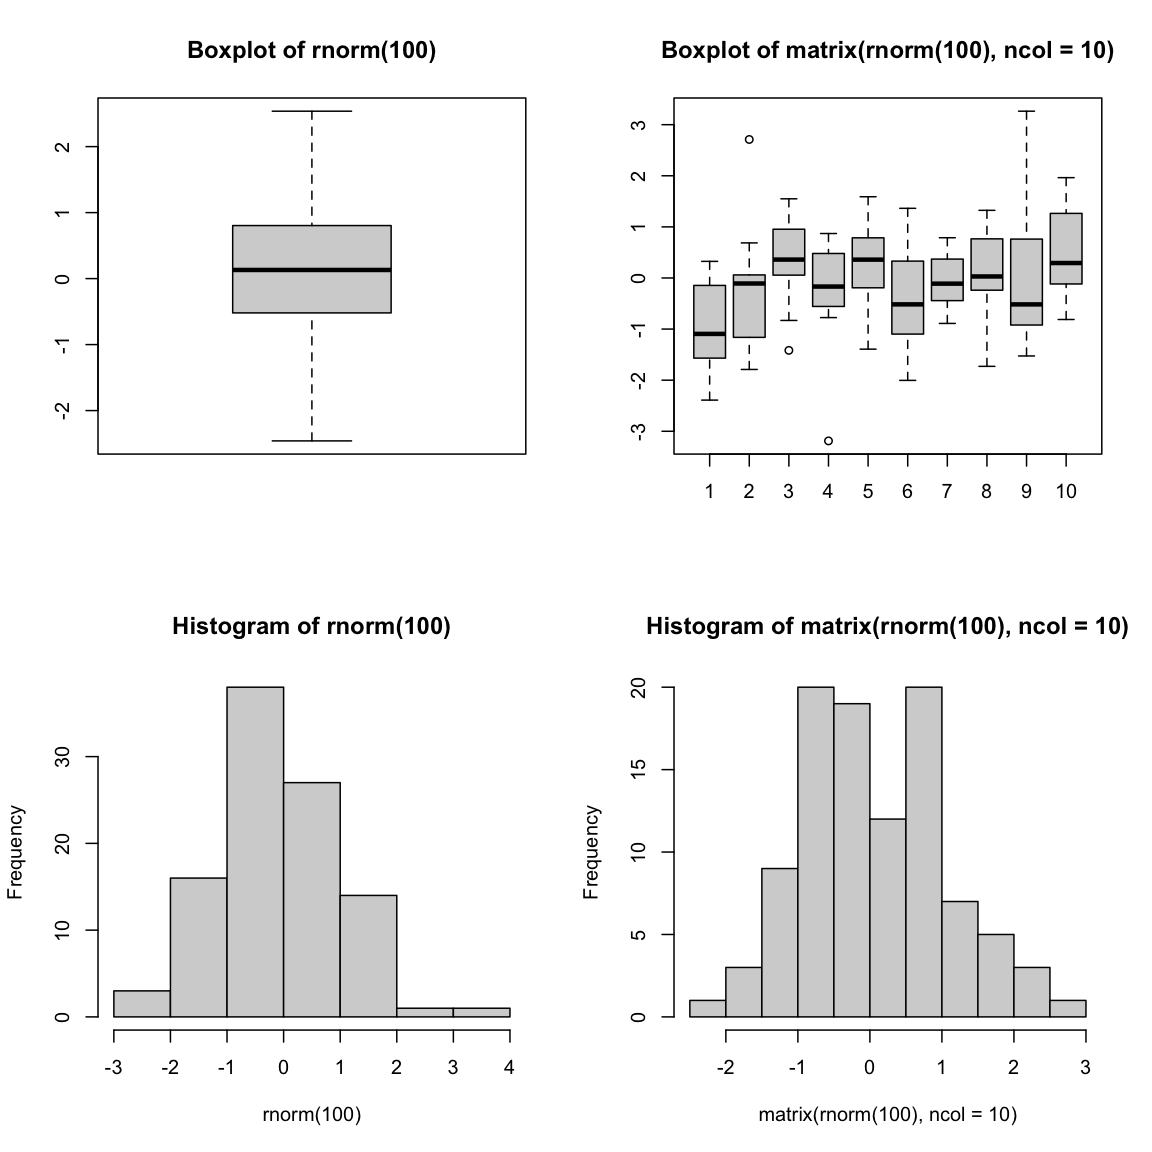 Boxplot of rnorm(100)
2
1
0
-1
-2
Boxplot of matrix(rnorm(100), ncol = 10)
3
2
1
0
-1
-2
-3
1 2 3 4 5 6 7 8 9 10
Histogram of rnorm(100)
Frequency
30
20
10
0
-3 -2 -1 0 1 2 3 4
rnorm(100)
Histogram of matrix(rnorm(100), ncol = 10)
Frequency
20
15
10
5
0
-2 -1 0 1 2 3
matrix(rnorm(100), ncol = 10)